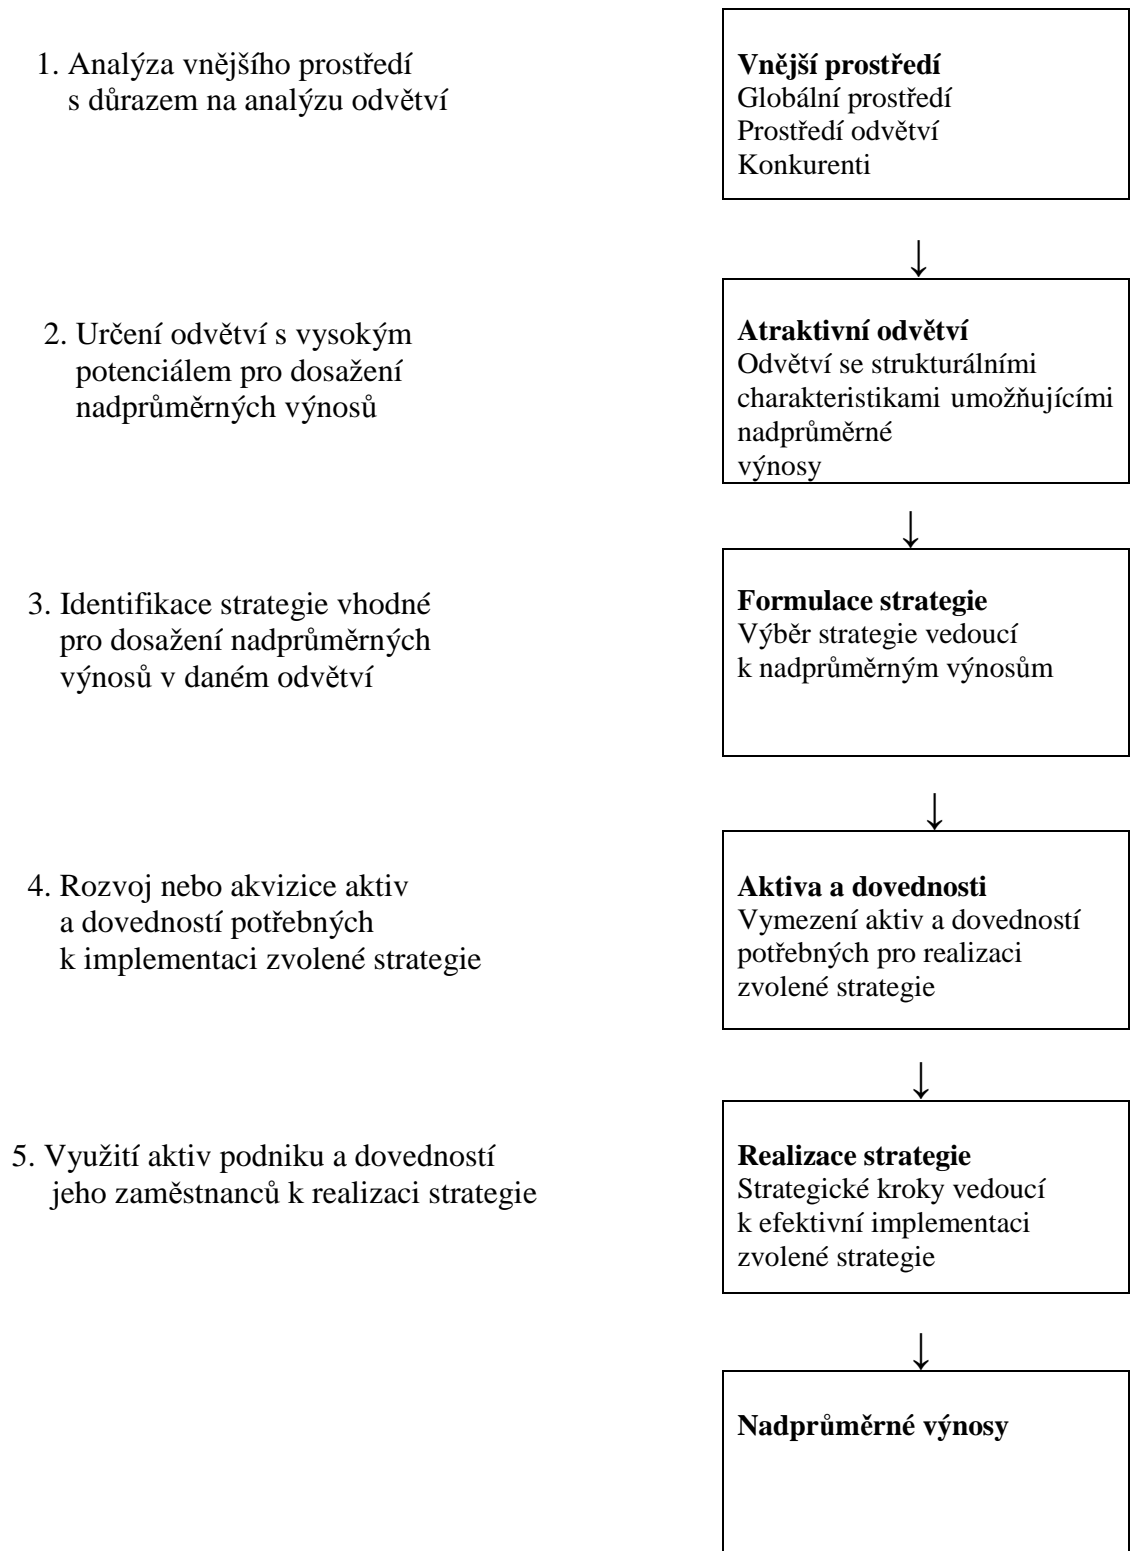 1. Analýza vnějšího prostředí
s důrazem na analýzu odvětví
Vnější prostředí
Globální prostředí
Prostředí odvětví
Konkurenti
↓
2. Určení odvětví s vysokým
potenciálem pro dosažení
nadprůměrných výnosů
Atraktivní odvětví
Odvětví se strukturálními
charakteristikami umožňujícími
nadprůměrné
výnosy
↓
3. Identifikace strategie vhodné
pro dosažení nadprůměrných
výnosů v daném odvětví
Formulace strategie
Výběr strategie vedoucí
k nadprůměrným výnosům
↓
4. Rozvoj nebo akvizice aktiv
a dovedností potřebných
k implementaci zvolené strategie
Aktiva a dovednosti
Vymezení aktiv a dovedností
potřebných pro realizaci
zvolené strategie
↓
5. Využití aktiv podniku a dovedností
jeho zaměstnanců k realizaci strategie
Realizace strategie
Strategické kroky vedoucí
k efektivní implementaci
zvolené strategie
↓
Nadprůměrné výnosy